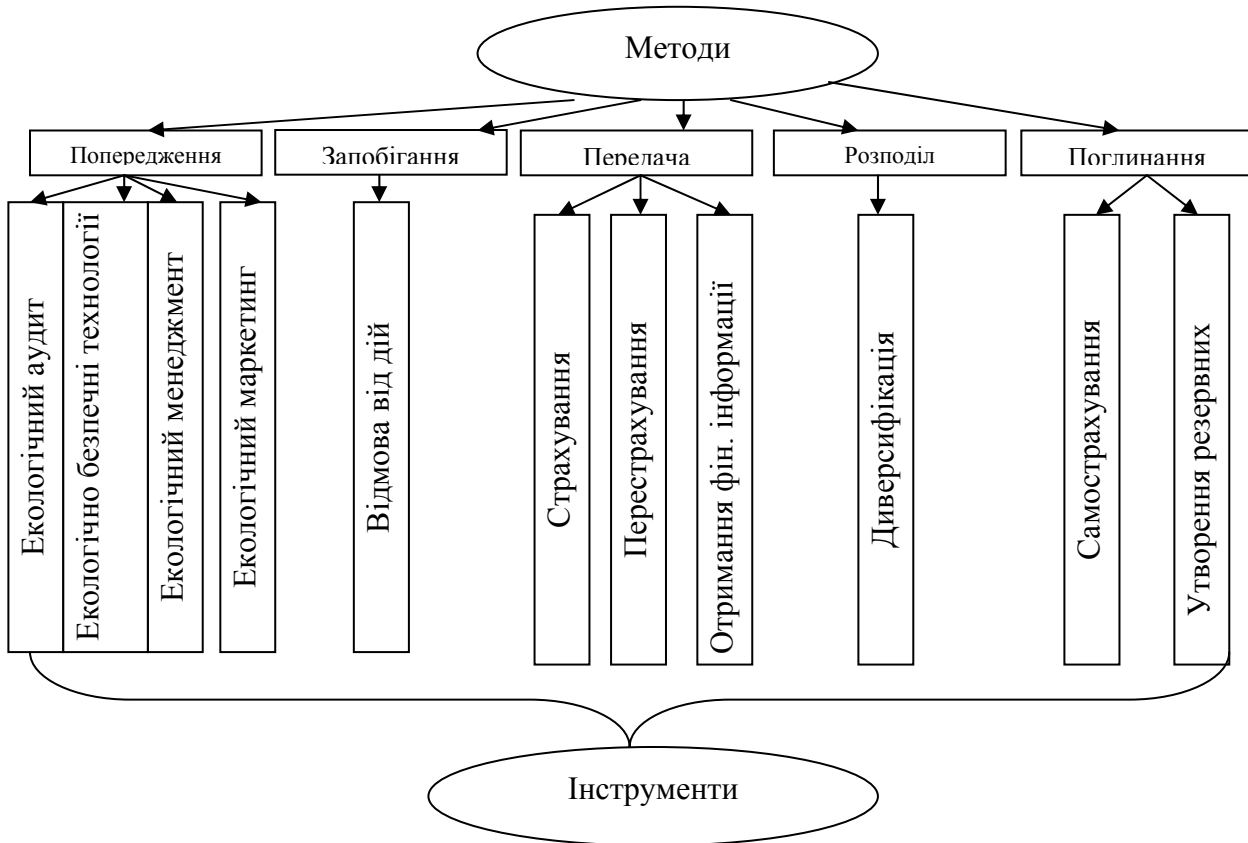 Методи
Попередження
Запобігання
Передача
Розподіл
Поглинання
Екологічний аудит
Екологічно безпечні технології
Екологічний менеджмент
Екологічний маркетинг
Відмова від дій
Страхування
Перестрахування
Отримання фін. інформації
Диверсифікація
Самострахування
Утворення резервних
Інструменти